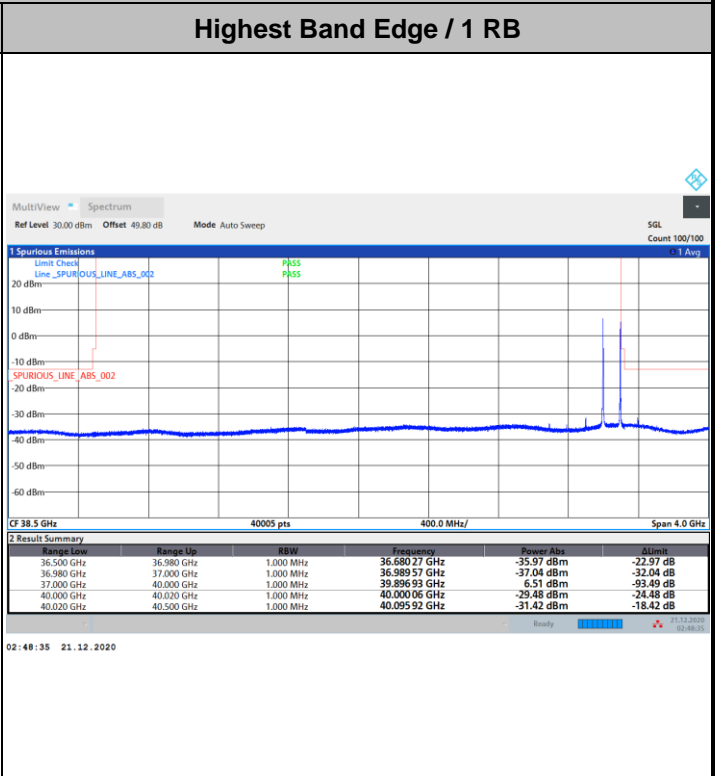 Highest Band Edge / 1 RB
MultiView Spectrum
Ref Level 30.00 dBm Offset 49.80 dB Mode Auto Sweep SGL
Count 100/100
1 Spurious Emissions 1 Avg
Limit Check PASS
Line _SPURIOUS_LINE_ABS_002 PASS
20 dBm
10 dBm
0 dBm
-10 dBm
_SPURIOUS_LINE_ABS_002
-20 dBm
-30 dBm
-40 dBm
-50 dBm
-60 dBm
CF 38.5 GHz 40005 pts 400.0 MHz/ Span 4.0 GHz
2 Result Summary
Range Low Range Up RBW Frequency Power Abs ΔLimit
36.500 GHz 36.980 GHz 1.000 MHz 36.680 27 GHz -35.97 dBm -22.97 dB
36.980 GHz 37.000 GHz 1.000 MHz 36.989 57 GHz -37.04 dBm -32.04 dB
37.000 GHz 40.000 GHz 1.000 MHz 39.896 93 GHz 6.51 dBm -93.49 dB
40.000 GHz 40.020 GHz 1.000 MHz 40.000 06 GHz -29.48 dBm -24.48 dB
40.020 GHz 40.500 GHz 1.000 MHz 40.095 92 GHz -31.42 dBm -18.42 dB
Ready 21.12.2020
02:48:35
02:48:35 21.12.2020